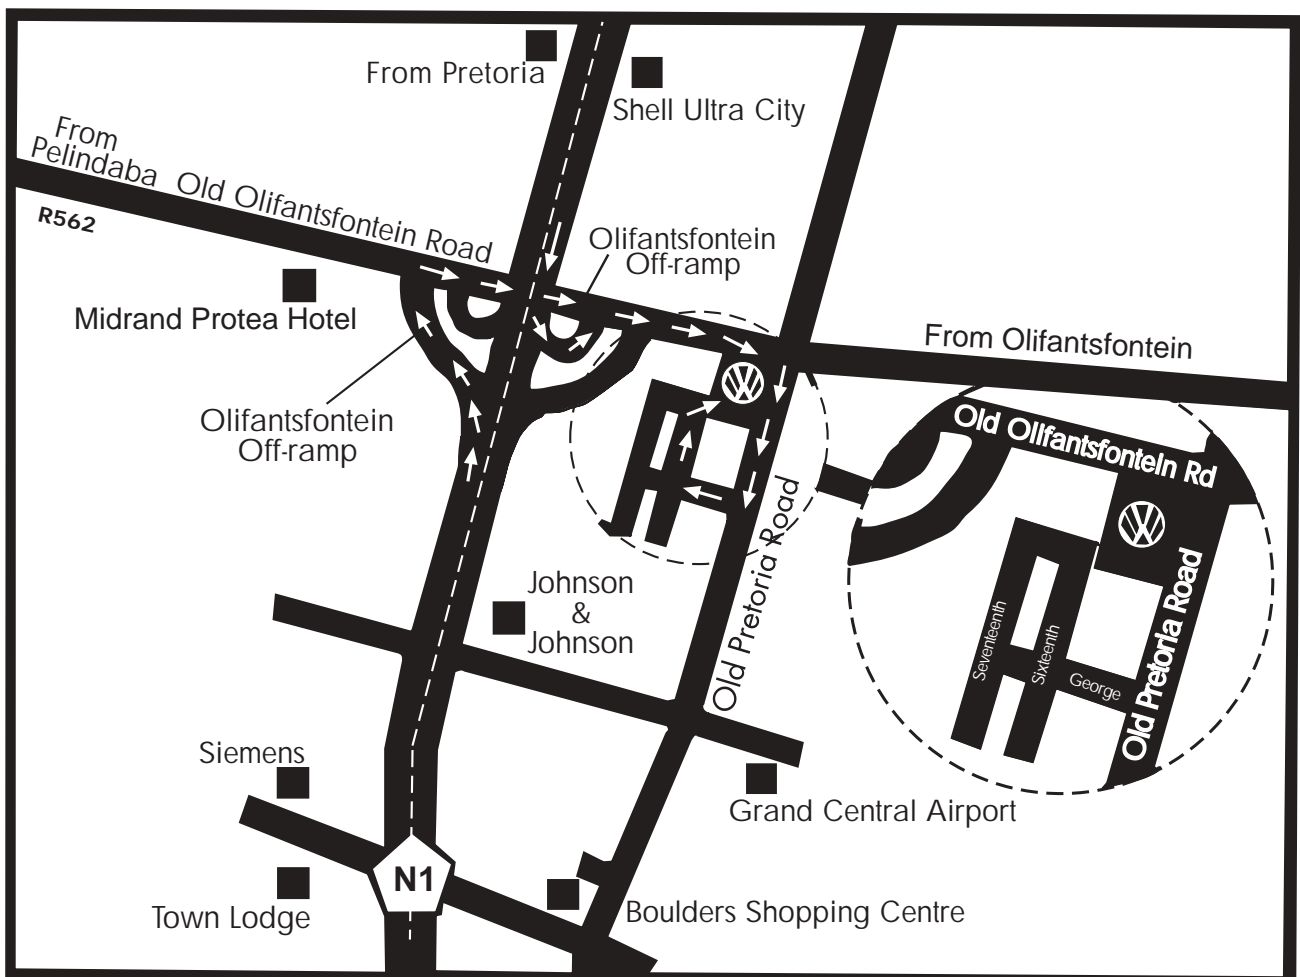 From Pretoria
Shell Ultra City
From
Pelindaba
Old Olifantsfontein Road
R562
Olifantsfontein
Off-ramp
Midrand Protea Hotel
From Olifantsfontein
Olifantsfontein
Off-ramp
Old Olifantsfontein Rd
Old Pretoria Road
Johnson
&
Johnson
Seventeenth
Sixteenth
George
Old Pretoria Road
Siemens
Grand Central Airport
N1
Town Lodge
Boulders Shopping Centre